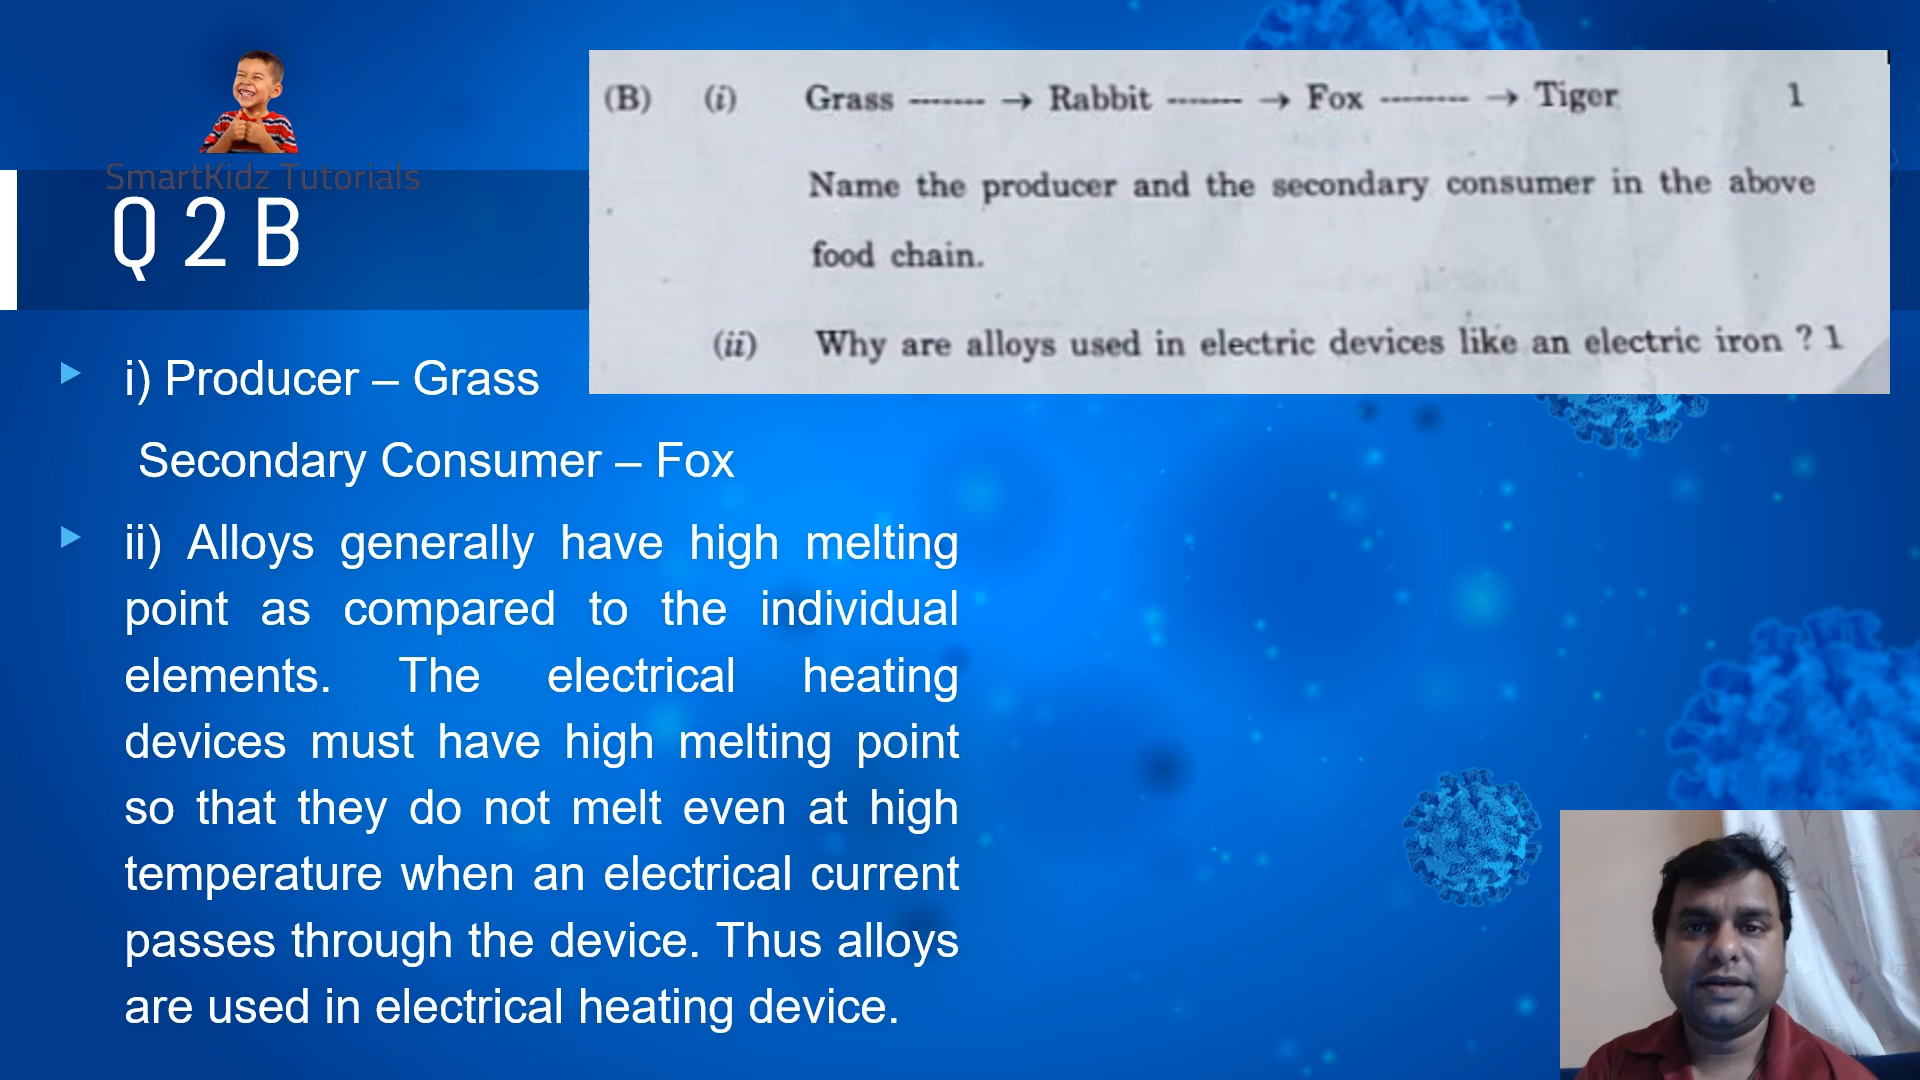 SmartKidz Tutorials
Q 2 B
(B) (i) Grass ------- → Rabbit ------- → Fox -------- → Tiger 1
Name the producer and the secondary consumer in the above
food chain.
(ii) Why are alloys used in electric devices like an electric iron ? 1
i) Producer – Grass
Secondary Consumer – Fox
ii) Alloys generally have high melting
point as compared to the individual
elements. The electrical heating
devices must have high melting point
so that they do not melt even at high
temperature when an electrical current
passes through the device. Thus alloys
are used in electrical heating device.